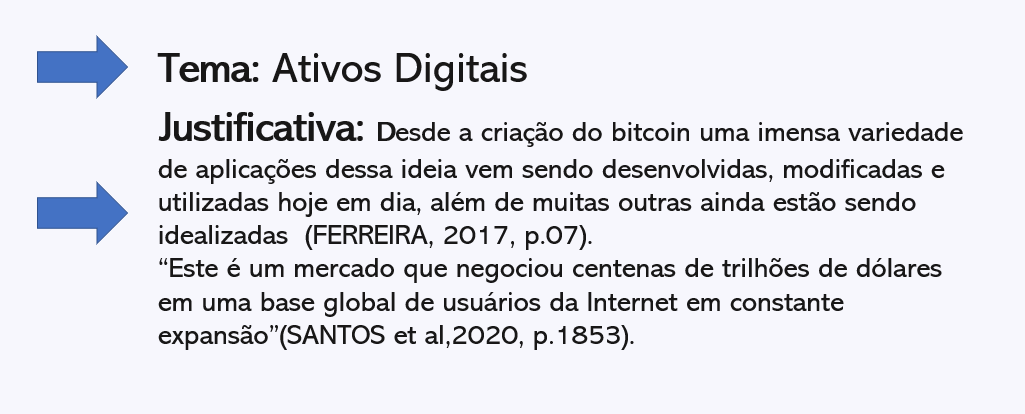 Tema: Ativos Digitais
Justificativa: Desde a criação do bitcoin uma imensa variedade
de aplicações dessa ideia vem sendo desenvolvidas, modificadas e
utilizadas hoje em dia, além de muitas outras ainda estão sendo
idealizadas  (FERREIRA, 2017, p.07).
“Este é um mercado que negociou centenas de trilhões de dólares
em uma base global de usuários da Internet em constante
expansão”(SANTOS et al,2020, p.1853).